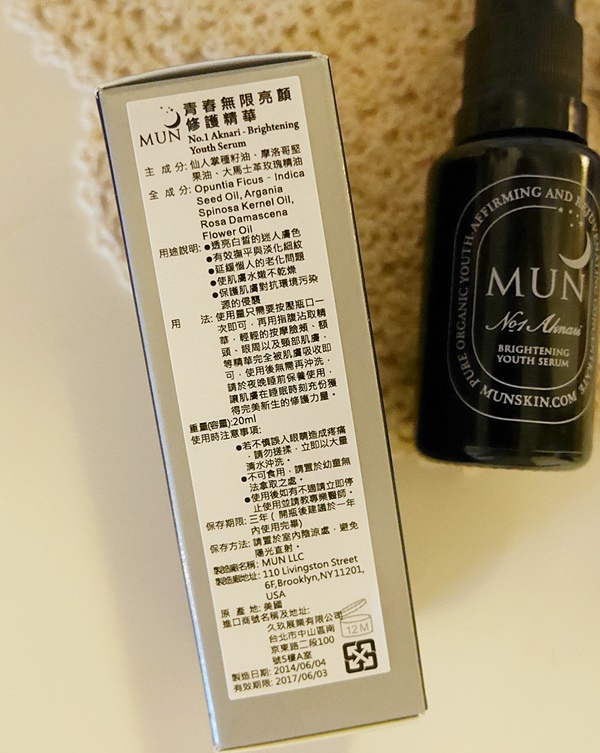 青春無限亮顏
修護精華
MUN
No.1 Aknari - Brightening
Youth Serum
主成分:仙人掌種籽油、摩洛哥堅
果油、大馬士革玫瑰精油
全成分:Opuntia Ficus - Indica
Seed Oil, Argania
Spinosa Kernel Oil,
Rosa Damascena
Flower Oil
用途說明:●透亮白皙的迷人膚色
●有效撫平與淡化細紋
●延緩惱人的老化問題
●使肌膚水嫩不乾燥
●保護肌膚對抗環境污染
源的侵襲
用法:使用量只需要按壓瓶口一
次即可,再用指腹沾取精
華,輕輕的按摩臉頰、額
頭、眼周以及頸部肌膚,
等精華完全被肌膚吸收即
可,使用後無需再沖洗,
請於夜晚睡前保養使用,
讓肌膚在睡眠時刻充份獲
得完美新生的修護力量。
重量(容量):20ml
使用時注意事項:
●若不慎誤入眼睛造成疼痛
,請勿搓揉,立即以大量
清水沖洗。
●不可食用,請置於幼童無
法拿取之處。
●使用後如有不適請立即停
止使用並請教專業醫師。
保存期限:三年(開瓶後建議於一年
內使用完畢)
保存方法:請置於室內陰涼處,避免
陽光直射。
製造廠名稱:MUN LLC
製造廠地址:110 Livingston Street
6F,Brooklyn,NY11201,
USA
原產地:美國
進口商號名稱及地址:
久玖展業有限公司
台北市中山區南
京東路二段100
號5樓A室
12M
製造日期:2014/06/04
有效期限:2017/06/03
PURE ORGANIC YOUTH AFFIRMING AND REJUVENATING CONCENTRATE
MUN
No1 Aknari
BRIGHTENING
YOUTH SERUM
MUNSKIN.COM